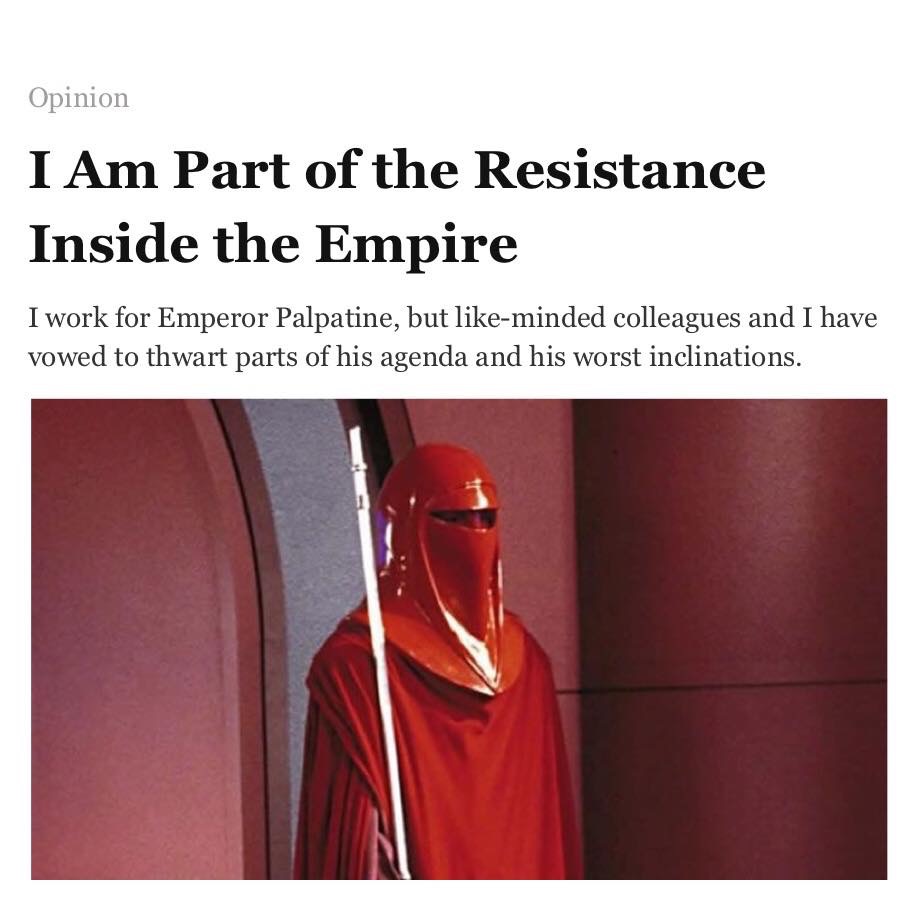 Opinion
I Am Part of the Resistance
Inside the Empire
I work for Emperor Palpatine, but like-minded colleagues and I have
vowed to thwart parts of his agenda and his worst inclinations.